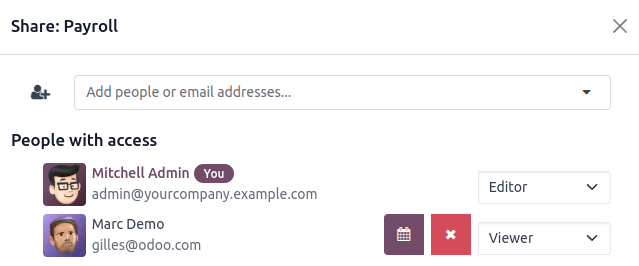 Share: Payroll
Add people or email addresses...
People with access
Mitchell Admin You
admin@yourcompany.example.com
Editor
Marc Demo
gilles@odoo.com
Viewer